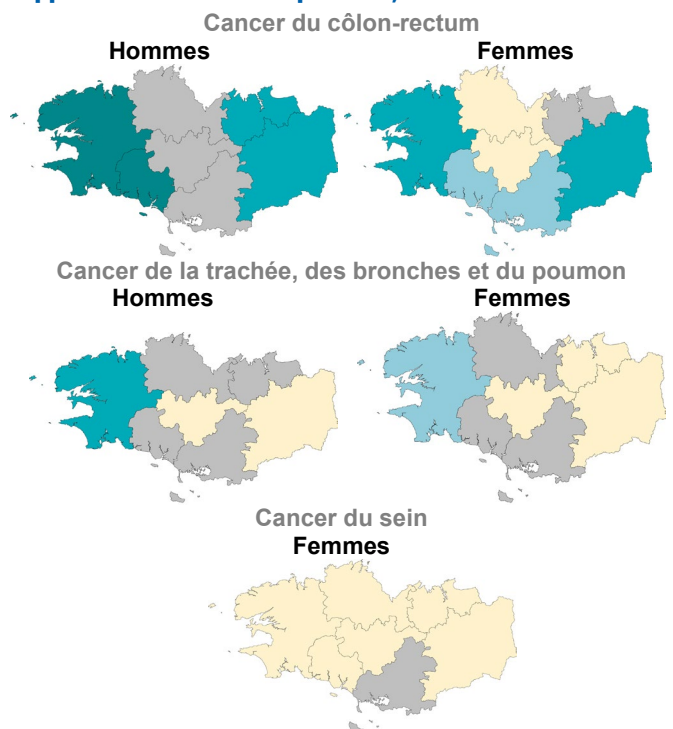 Cancer du côlon-rectum
Hommes Femmes
Cancer de la trachée, des bronches et du poumon
Hommes Femmes
Cancer du sein
Femmes